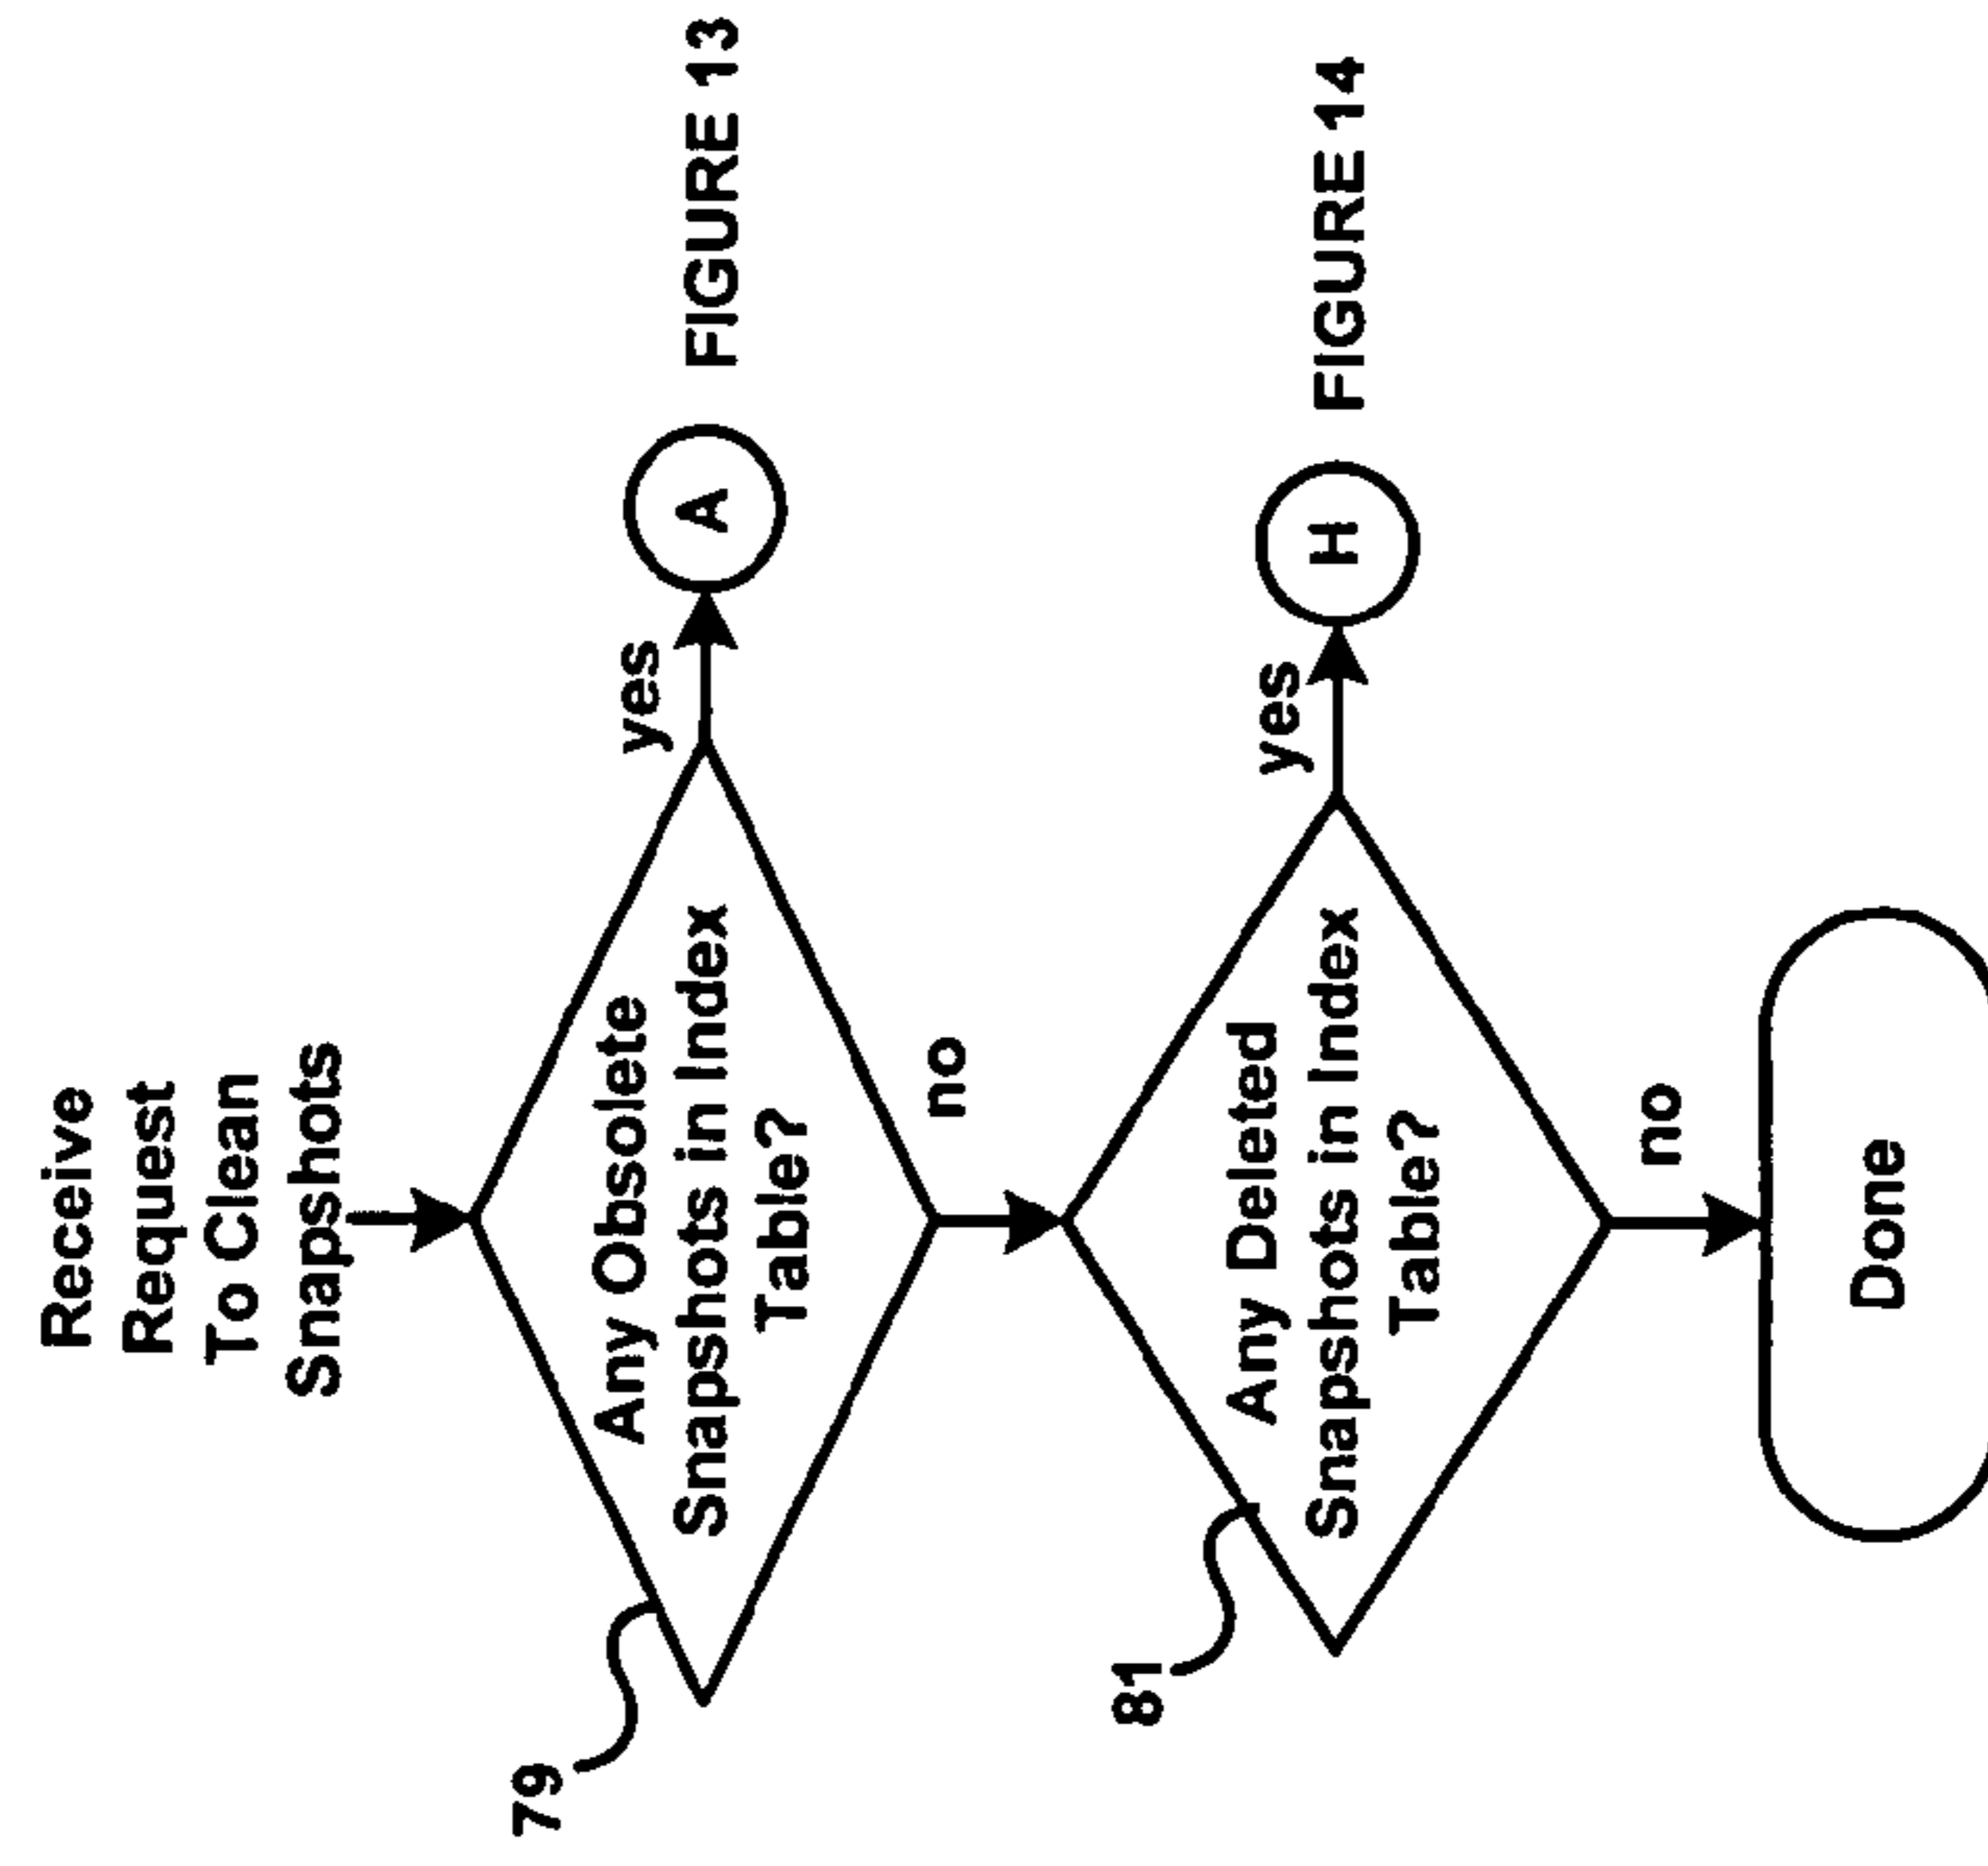 Receive
Request
To Clean
Snapshots
79
Any Obsolete
Snapshots in Index
Table?
yes
A
FIGURE 13
no
81
Any Deleted
Snapshots in Index
Table?
yes
H
FIGURE 14
no
Done